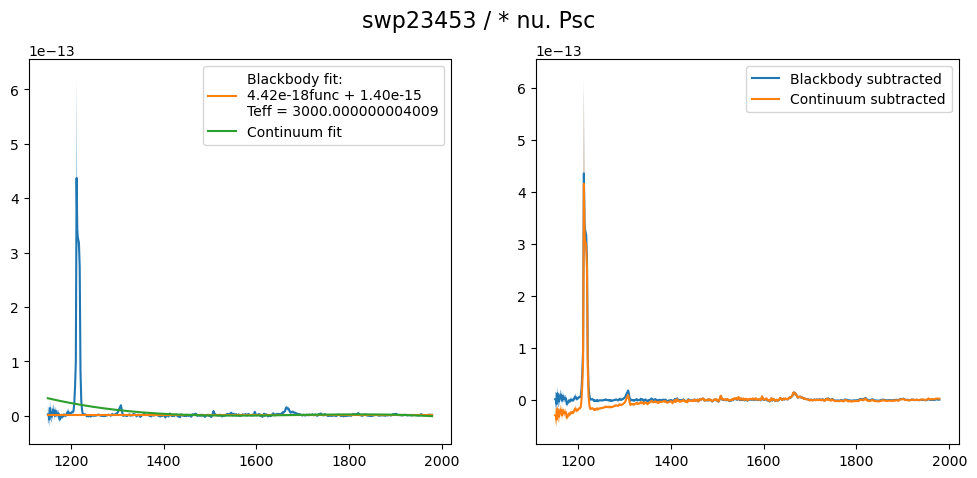 swp23453 / * nu. Psc
1e−13
Blackbody fit:
4.42e-18func + 1.40e-15
Teff = 3000.000000004009
Continuum fit
6
5
4
3
2
1
0
1200 1400 1600 1800 2000
1e−13
Blackbody subtracted
Continuum subtracted
6
5
4
3
2
1
0
1200 1400 1600 1800 2000